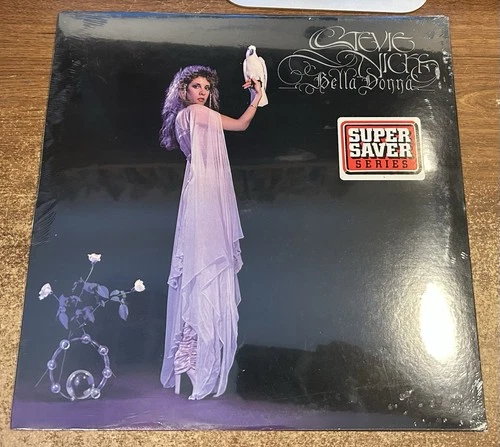 Stevie
Nicks
Bella Donna
SUPER
SAVER
SERIES